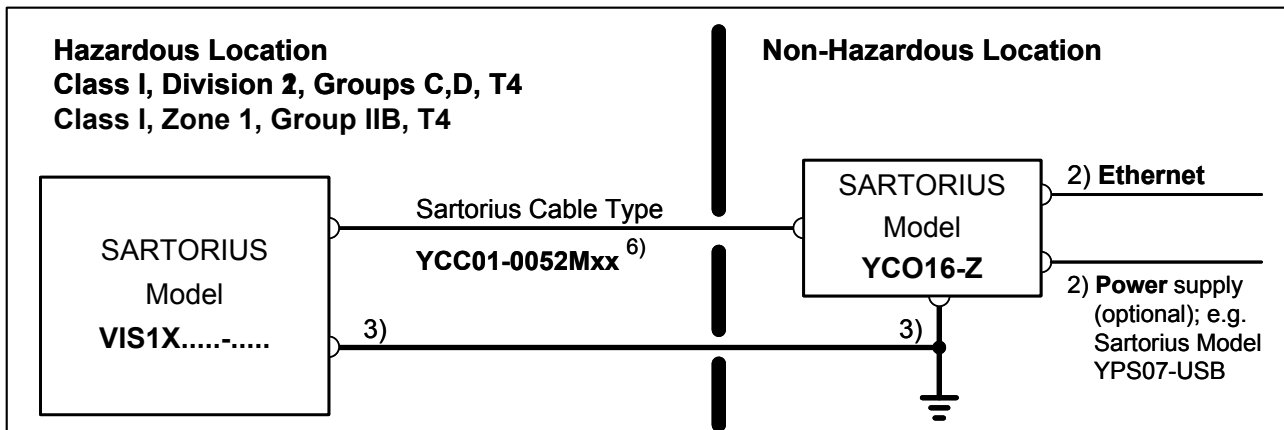 Hazardous Location
Class I, Division , Groups C,D, T4
Class I, Zone 1, Group IIB, T4
Non-Hazardous Location
SARTORIUS
Model
VIS1X.....-.....
Sartorius Cable Type
YCC01-0052Mxx 6)
3)
3)
SARTORIUS
Model
YCO16-Z
2) Ethernet
2) Power supply
(optional); e.g.
Sartorius Model
YPS07-USB